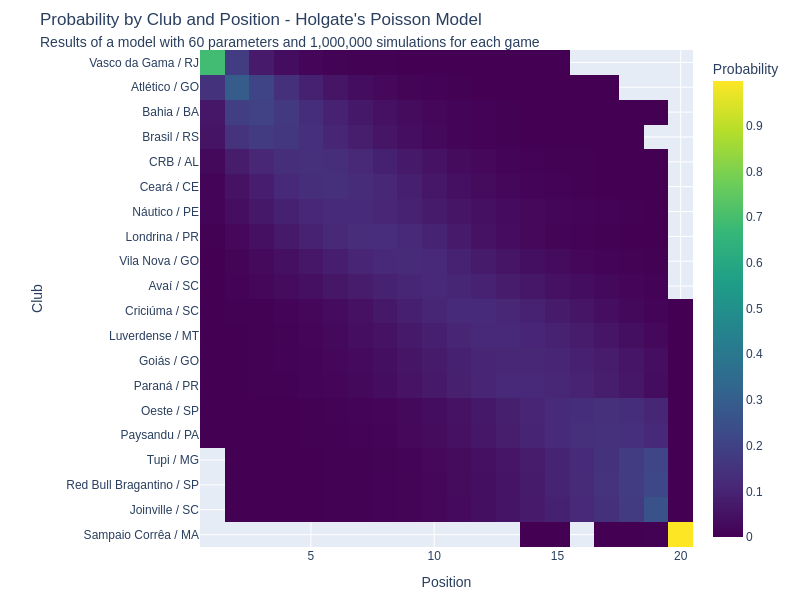 Probability by Club and Position - Holgate's Poisson Model
Results of a model with 60 parameters and 1,000,000 simulations for each game
Probability
Vasco da Gama / RJ
Atlético / GO
Bahia / BA
Brasil / RS
CRB / AL
Ceará / CE
Náutico / PE
Londrina / PR
Vila Nova / GO
Avaí / SC
Criciúma / SC
Luverdense / MT
Goiás / GO
Paraná / PR
Oeste / SP
Paysandu / PA
Tupi / MG
Red Bull Bragantino / SP
Joinville / SC
Sampaio Corrêa / MA
Club
5
10
15
20
Position
0.9
0.8
0.7
0.6
0.5
0.4
0.3
0.2
0.1
0